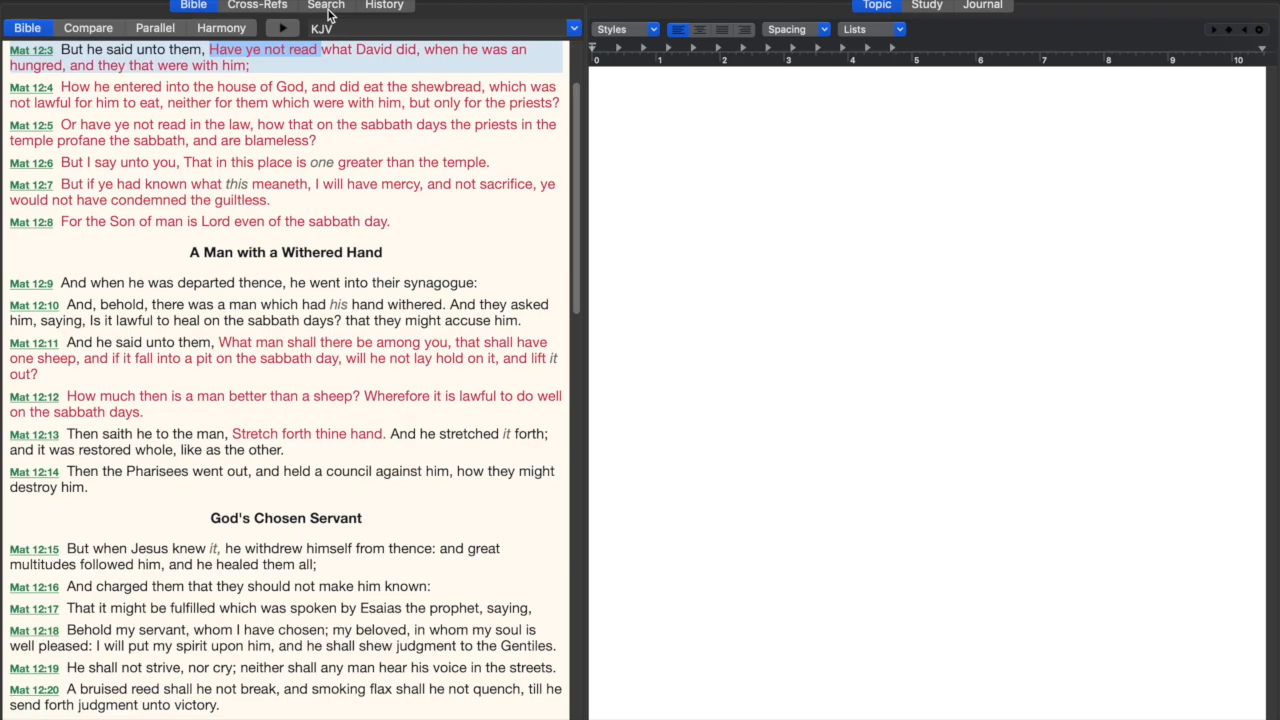 Bible Cross-Refs Search History Topic Study Journal
Bible Compare Parallel Harmony KJV Styles Spacing Lists
0 1 2 3 4 5 6 7 8 9 10
Mat 12:3 But he said unto them, Have ye not read what David did, when he was an
hungred, and they that were with him;
Mat 12:4 How he entered into the house of God, and did eat the shewbread, which was
not lawful for him to eat, neither for them which were with him, but only for the priests?
Mat 12:5 Or have ye not read in the law, how that on the sabbath days the priests in the
temple profane the sabbath, and are blameless?
Mat 12:6 But I say unto you, That in this place is one greater than the temple.
Mat 12:7 But if ye had known what this meaneth, I will have mercy, and not sacrifice, ye
would not have condemned the guiltless.
Mat 12:8 For the Son of man is Lord even of the sabbath day.
A Man with a Withered Hand
Mat 12:9 And when he was departed thence, he went into their synagogue:
Mat 12:10 And, behold, there was a man which had his hand withered. And they asked
him, saying, Is it lawful to heal on the sabbath days? that they might accuse him.
Mat 12:11 And he said unto them, What man shall there be among you, that shall have
one sheep, and if it fall into a pit on the sabbath day, will he not lay hold on it, and lift it
out?
Mat 12:12 How much then is a man better than a sheep? Wherefore it is lawful to do well
on the sabbath days.
Mat 12:13 Then saith he to the man, Stretch forth thine hand. And he stretched it forth;
and it was restored whole, like as the other.
Mat 12:14 Then the Pharisees went out, and held a council against him, how they might
destroy him.
God's Chosen Servant
Mat 12:15 But when Jesus knew it, he withdrew himself from thence: and great
multitudes followed him, and he healed them all;
Mat 12:16 And charged them that they should not make him known:
Mat 12:17 That it might be fulfilled which was spoken by Esaias the prophet, saying,
Mat 12:18 Behold my servant, whom I have chosen; my beloved, in whom my soul is
well pleased: I will put my spirit upon him, and he shall shew judgment to the Gentiles.
Mat 12:19 He shall not strive, nor cry; neither shall any man hear his voice in the streets.
Mat 12:20 A bruised reed shall he not break, and smoking flax shall he not quench, till he
send forth judgment unto victory.